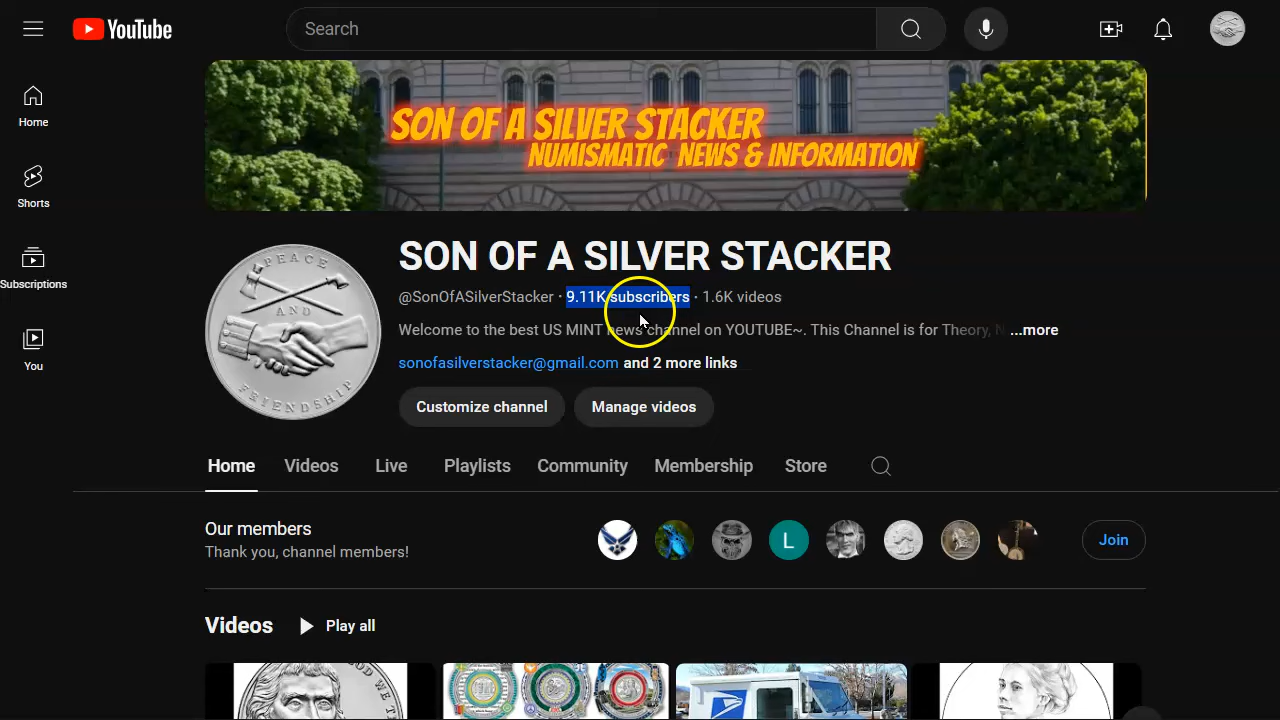 YouTube
Search
Home
Shorts
Subscriptions
You
SON OF A SILVER STACKER
NUMISMATIC NEWS & INFORMATION
PEACE
AND
FRIENDSHIP
SON OF A SILVER STACKER
@SonOfASilverStacker · 9.11K subscribers · 1.6K videos
Welcome to the best US MINT news channel on YOUTUBE~. This Channel is for Theory, N ...more
sonofasilverstacker@gmail.com and 2 more links
Customize channel
Manage videos
Home Videos Live Playlists Community Membership Store
Our members
Thank you, channel members!
L
Join
Videos
Play all
GOD WE T